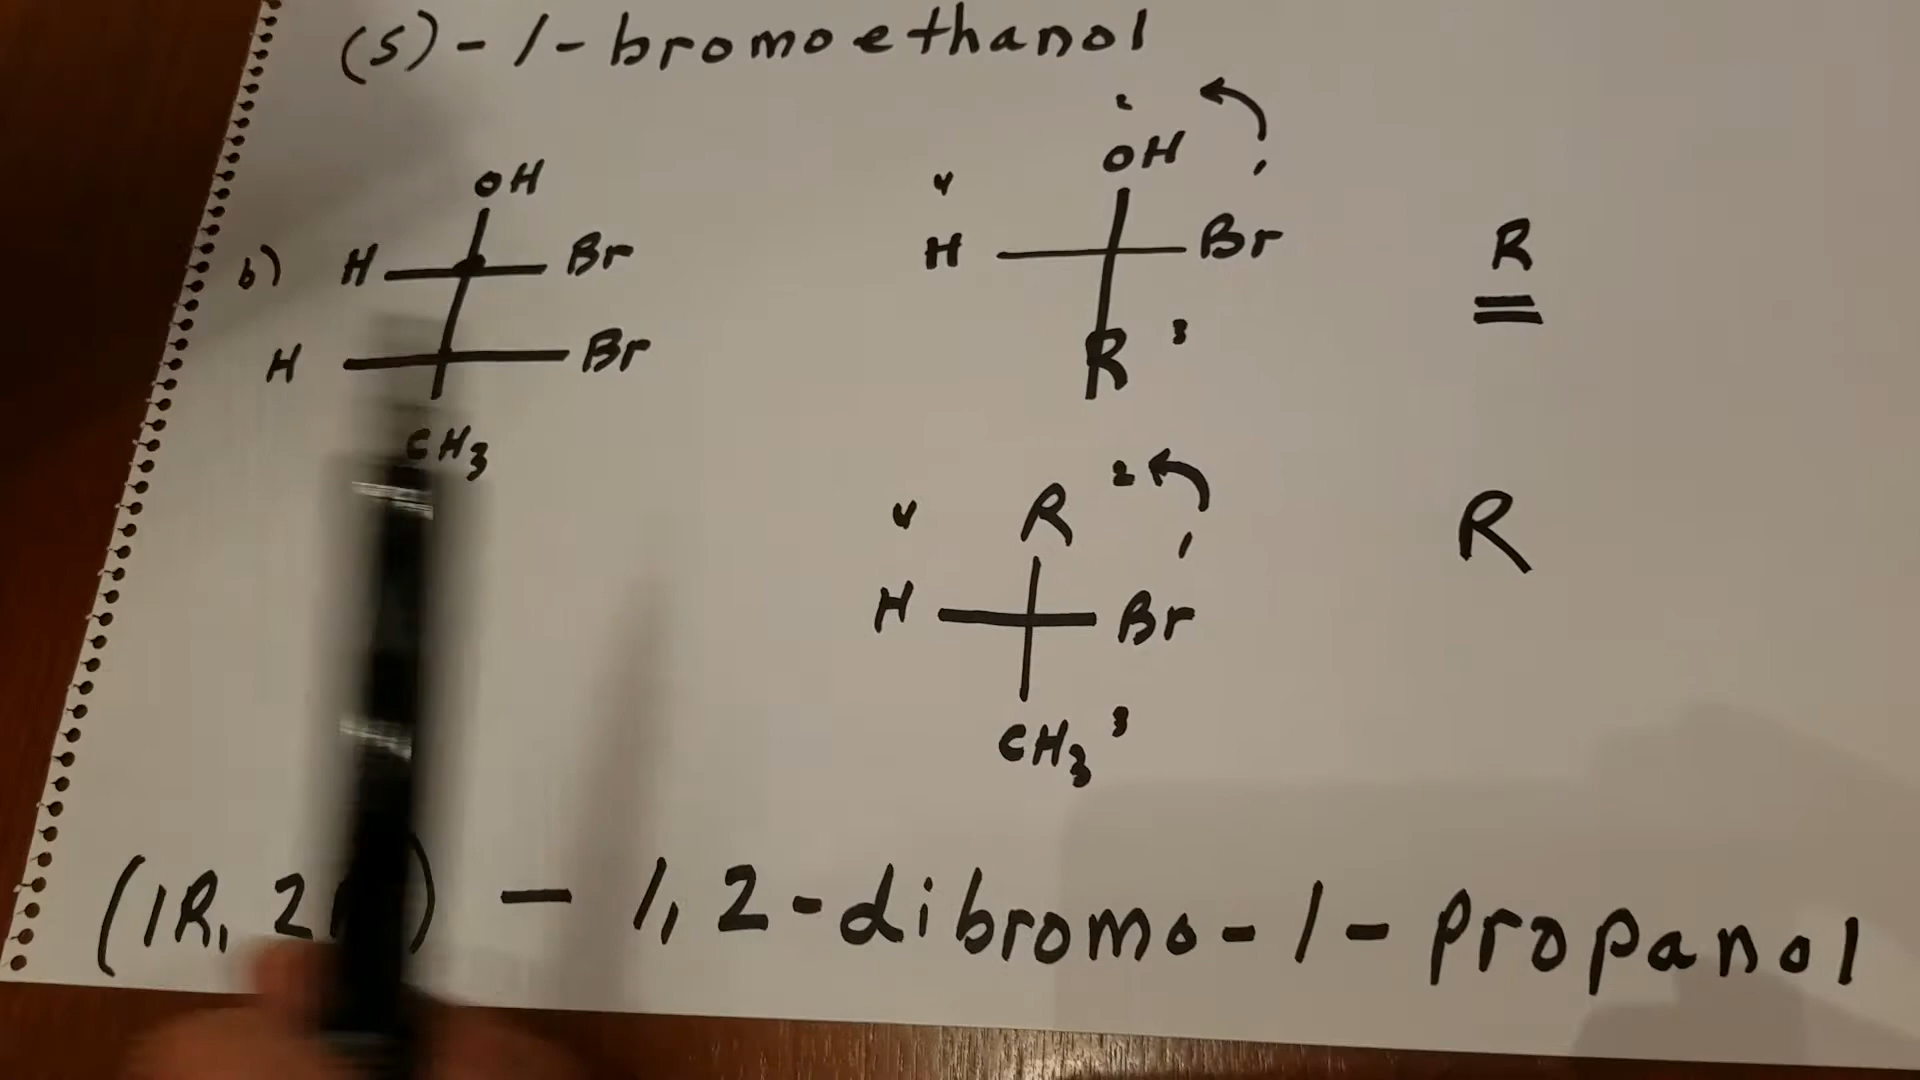 (S)-1-bromoethanol
b)
OH
H Br
H Br
CH3
2
OH
4 1
H Br
R 3
R
2
R
4 1
H Br
CH3 3
R
(1R, 2 ) - 1,2-dibromo-1-propanol